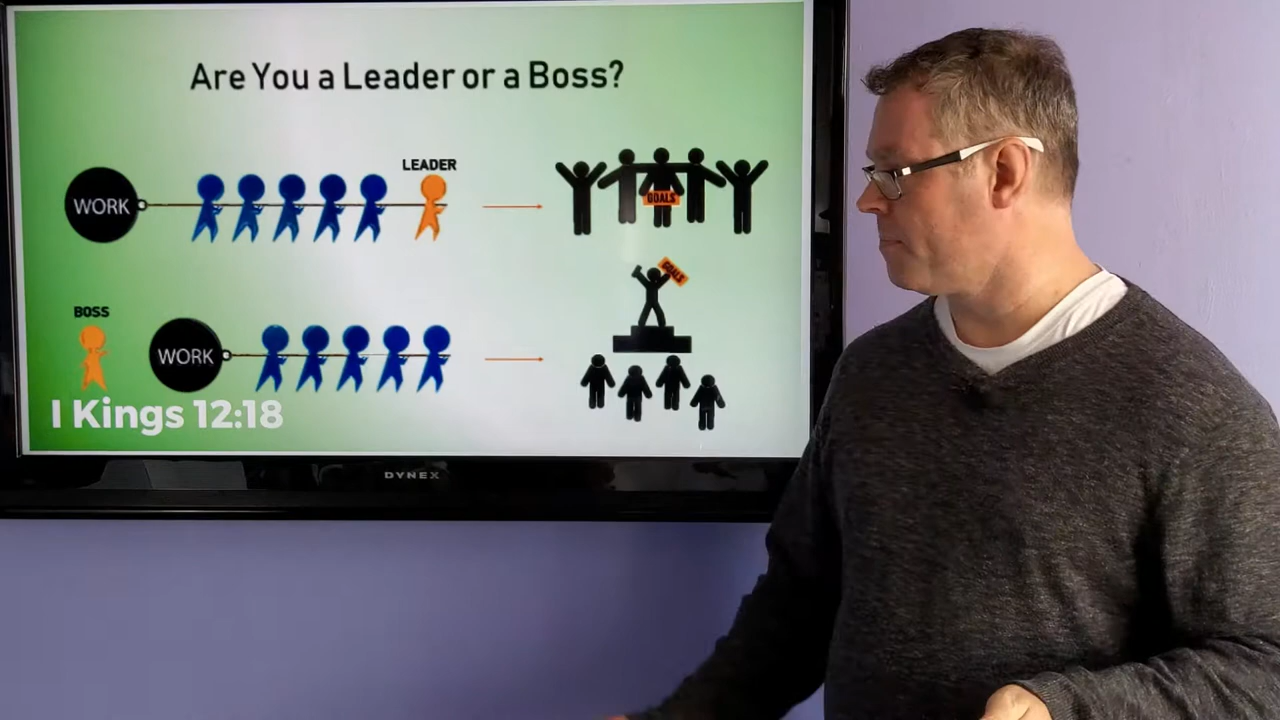 Are You a Leader or a Boss?
LEADER
WORK
GOALS
GOALS
BOSS
WORK
I Kings 12:18
DYNEX